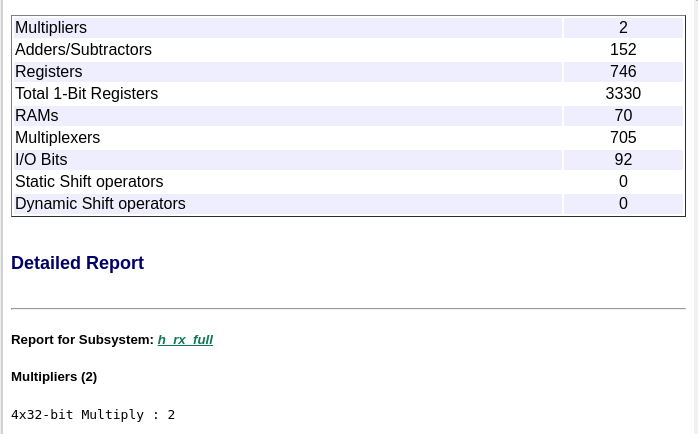 Multipliers 2
Adders/Subtractors 152
Registers 746
Total 1-Bit Registers 3330
RAMs 70
Multiplexers 705
I/O Bits 92
Static Shift operators 0
Dynamic Shift operators 0
Detailed Report
Report for Subsystem: h_rx_full
Multipliers (2)
4x32-bit Multiply : 2